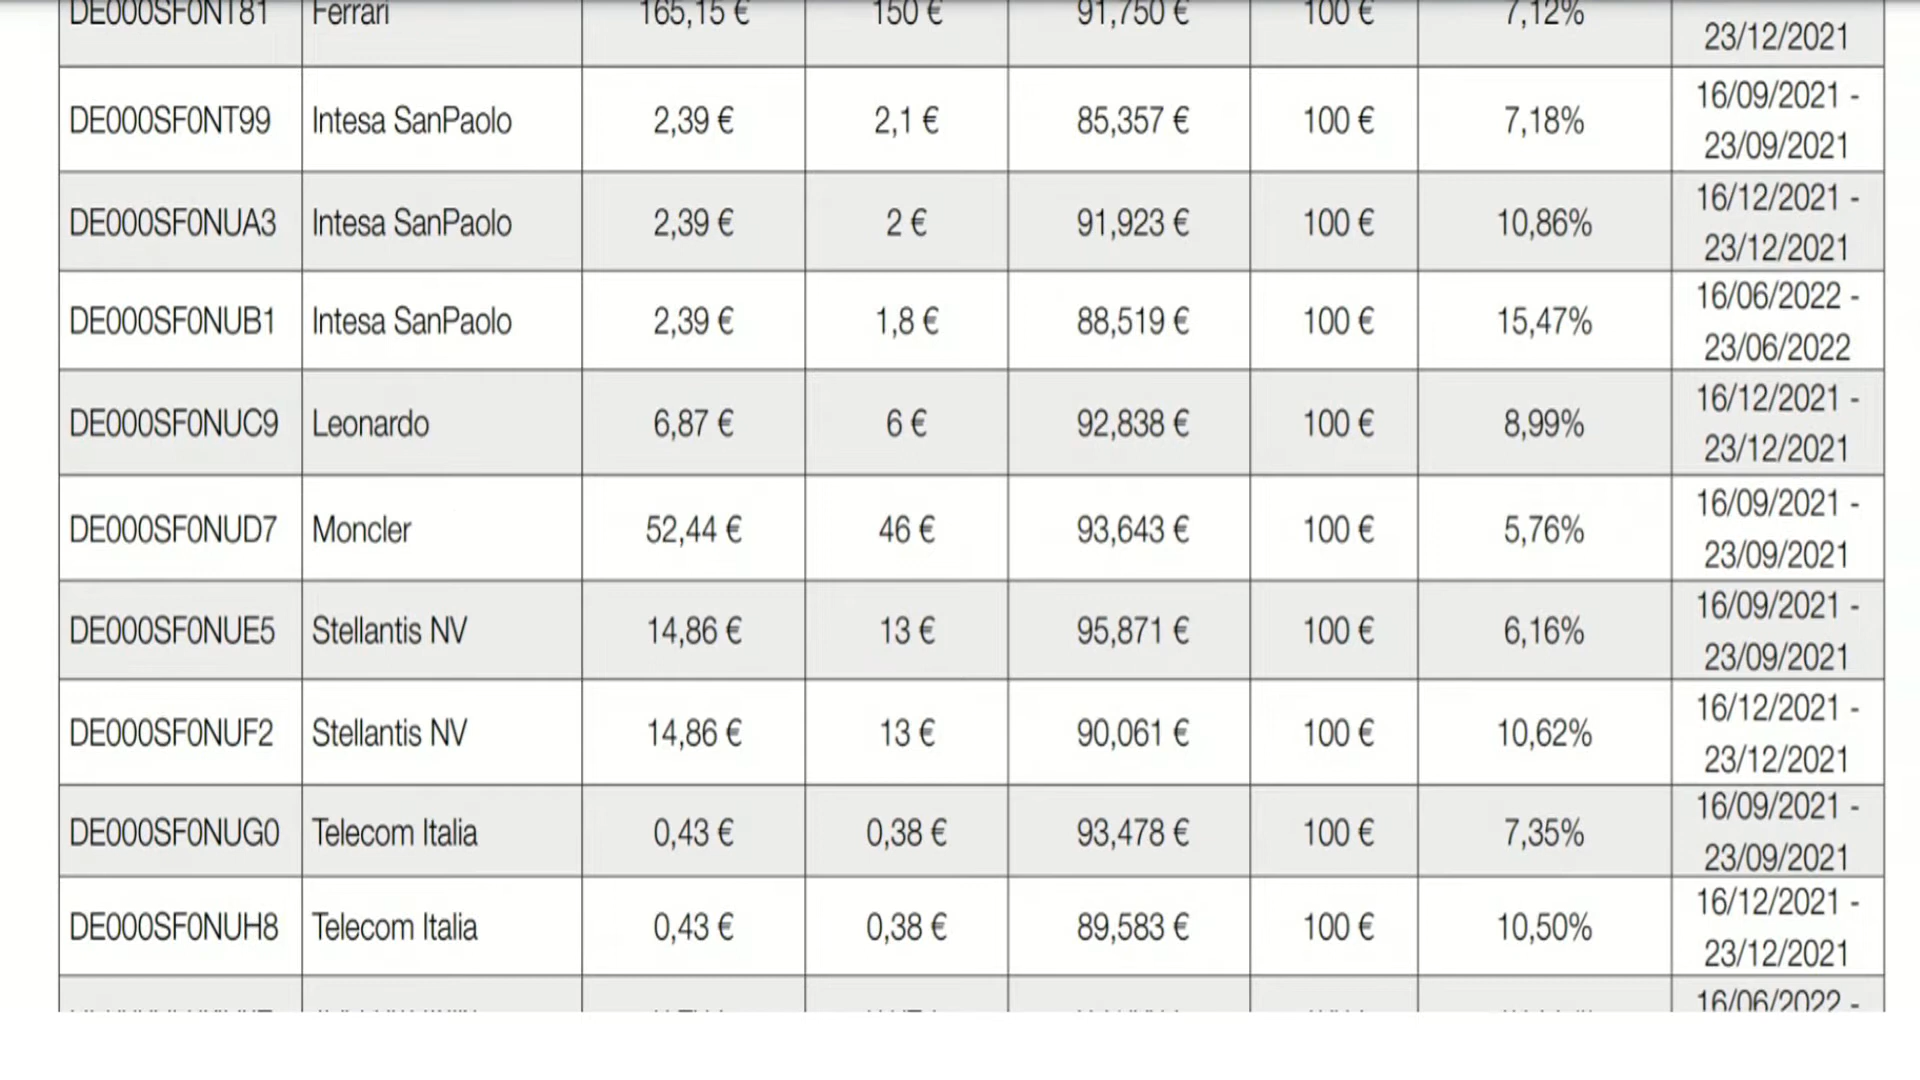 DE000SF0NT81 Ferrari 165,15 € 150 € 91,750 € 100 € 7,12%
23/12/2021
DE000SF0NT99 Intesa SanPaolo 2,39 € 2,1 € 85,357 € 100 € 7,18% 16/09/2021 -
23/09/2021
DE000SF0NUA3 Intesa SanPaolo 2,39 € 2 € 91,923 € 100 € 10,86% 16/12/2021 -
23/12/2021
DE000SF0NUB1 Intesa SanPaolo 2,39 € 1,8 € 88,519 € 100 € 15,47% 16/06/2022 -
23/06/2022
DE000SF0NUC9 Leonardo 6,87 € 6 € 92,838 € 100 € 8,99% 16/12/2021 -
23/12/2021
DE000SF0NUD7 Moncler 52,44 € 46 € 93,643 € 100 € 5,76% 16/09/2021 -
23/09/2021
DE000SF0NUE5 Stellantis NV 14,86 € 13 € 95,871 € 100 € 6,16% 16/09/2021 -
23/09/2021
DE000SF0NUF2 Stellantis NV 14,86 € 13 € 90,061 € 100 € 10,62% 16/12/2021 -
23/12/2021
DE000SF0NUG0 Telecom Italia 0,43 € 0,38 € 93,478 € 100 € 7,35% 16/09/2021 -
23/09/2021
DE000SF0NUH8 Telecom Italia 0,43 € 0,38 € 89,583 € 100 € 10,50% 16/12/2021 -
23/12/2021
16/06/2022 -